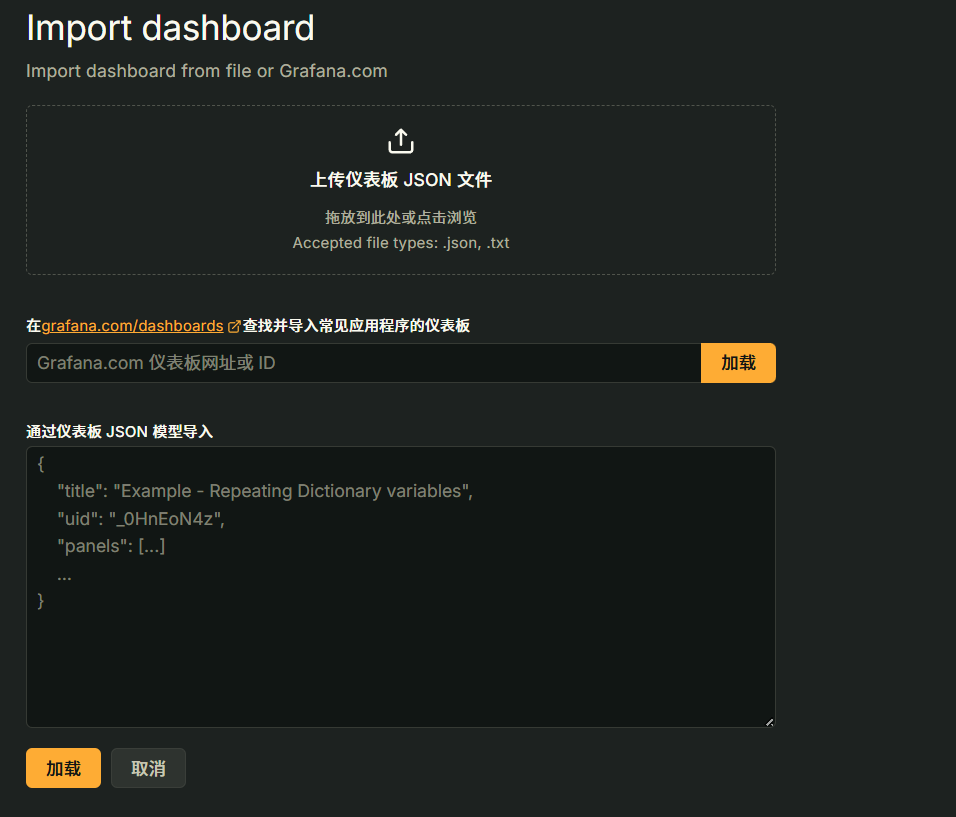 Import dashboard
Import dashboard from file or Grafana.com
上传仪表板 JSON 文件
拖放到此处或点击浏览
Accepted file types: .json, .txt
在grafana.com/dashboards查找并导入常见应用程序的仪表板
Grafana.com 仪表板网址或 ID
加载
通过仪表板 JSON 模型导入
{
"title": "Example - Repeating Dictionary variables",
"uid": "_0HnEoN4z",
"panels": [...]
...
}
加载
取消